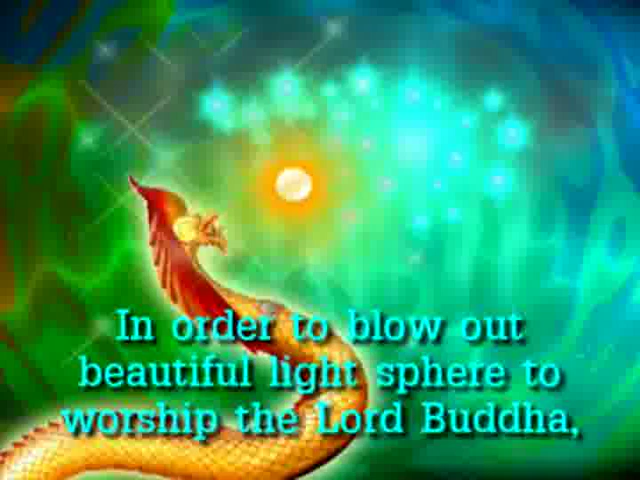 In order to blow out
beautiful light sphere to
worship the Lord Buddha,